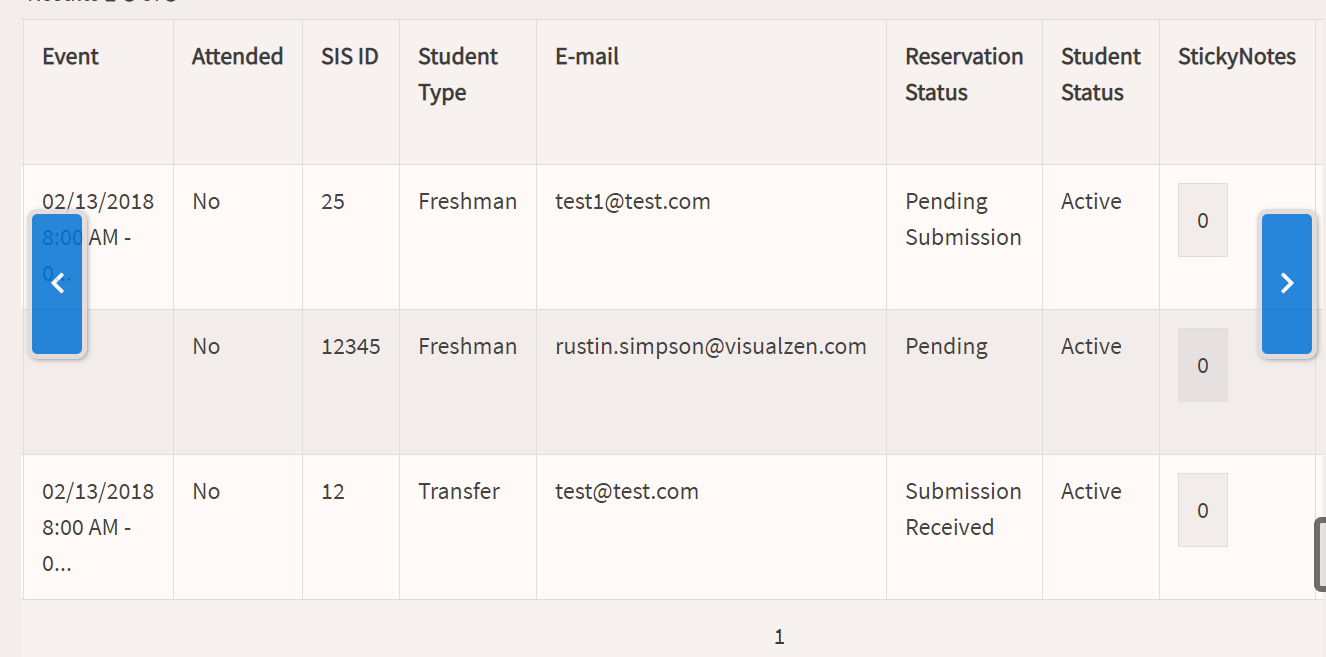 Event Attended SIS ID Student Type E-mail Reservation Status Student Status StickyNotes
02/13/2018 8:00 AM - 0... No 25 Freshman test1@test.com Pending Submission Active 0
No 12345 Freshman rustin.simpson@visualzen.com Pending Active 0
02/13/2018 8:00 AM - 0... No 12 Transfer test@test.com Submission Received Active 0
1